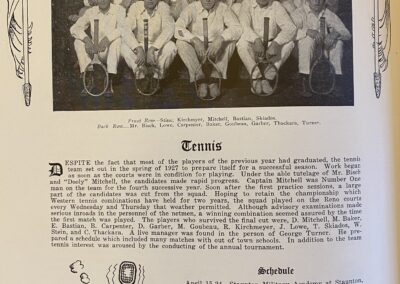 Front Row—Stine, Kirchmeyer, Mitchell, Bastian, Skiados.
Back Row—Mr. Bisch, Lowe, Carpenter, Baker, Goubeau, Garber, Thackara, Turner.
Tennis
DESPITE the fact that most of the players of the previous year had graduated, the tennis
team set out in the spring of 1927 to prepare itself for a successful season. Work began
as soon as the courts were in condition for playing. Under the able tutelage of Mr. Bisch
and "Deely" Mitchell, the candidates made rapid progress. Captain Mitchell was Number One
man on the team for the fourth successive year. Soon after the first practice sessions, a large
part of the candidates was cut from the squad. Hoping to retain the championship which
Western tennis combinations have held for two years, the squad played on the Reno courts
every Wednesday and Thursday that weather permitted. Although advisory examinations made
serious inroads in the personnel of the netmen, a winning combination seemed assured by the time
the first match was played. The players who survived the final cut were, D. Mitchell, M. Baker,
E. Bastian, B. Carpenter, D. Garber, M. Goubeau, R. Kirchmeyer, J. Lowe, T. Skiados, W.
Stein, and C. Thackara. A live manager was found in the person of George Turner. He pre-
pared a schedule which included many matches with out of town schools. In addition to the team
tennis interest was aroused by the conducting of the annual tournament.
Schedule
Military Academy at Staunton,